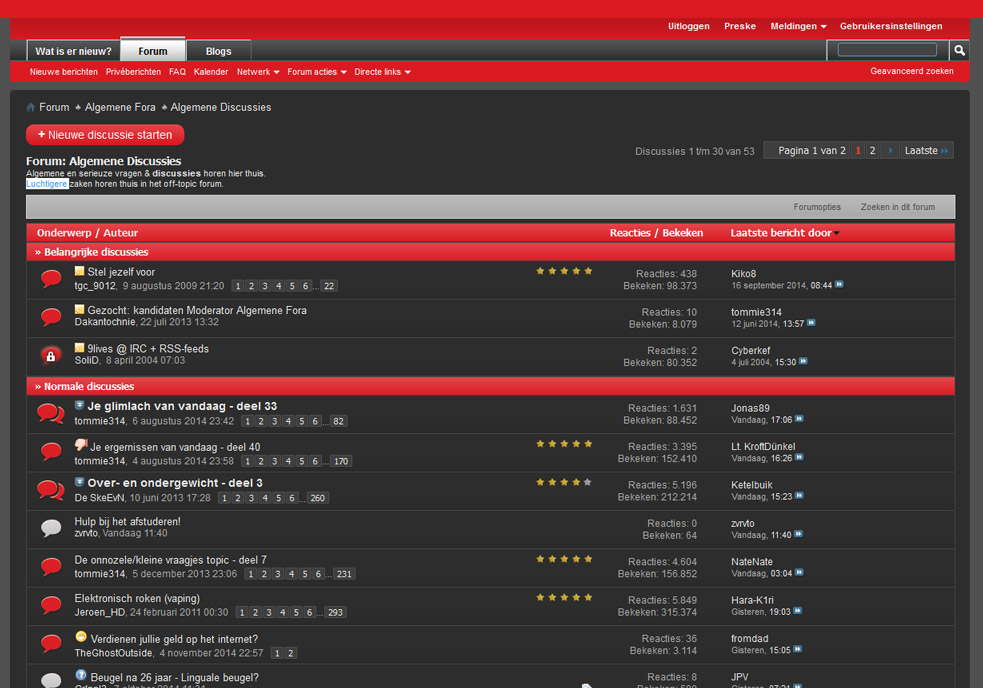 Uitloggen Preske Meldingen Gebruikersinstellingen
Wat is er nieuw? Forum Blogs
Nieuwe berichten Privéberichten FAQ Kalender Netwerk Forum acties Directe links Geavanceerd zoeken
Forum Algemene Fora Algemene Discussies
+ Nieuwe discussie starten
Discussies 1 t/m 30 van 53 Pagina 1 van 2 1 2 Laatste
Forum: Algemene Discussies
Algemene en serieuze vragen & discussies horen hier thuis.
Luchtigere zaken horen thuis in het off-topic forum.
Forumopties Zoeken in dit forum
Onderwerp / Auteur Reacties / Bekeken Laatste bericht door
» Belangrijke discussies
Stel jezelf voor Reacties: 438 Kiko8
tgc_9012, 9 augustus 2009 21:20 1 2 3 4 5 6 ... 22 Bekeken: 98.373 16 september 2014, 08:44
Gezocht: kandidaten Moderator Algemene Fora Reacties: 10 tommie314
Dakantochnie, 22 juli 2013 13:32 Bekeken: 8.079 12 juni 2014, 13:57
9lives @ IRC + RSS-feeds Reacties: 2 Cyberkef
SoliD, 8 april 2004 07:03 Bekeken: 80.352 4 juli 2004, 15:30
» Normale discussies
Je glimlach van vandaag - deel 33 Reacties: 1.631 Jonas89
tommie314, 6 augustus 2014 23:42 1 2 3 4 5 6 ... 82 Bekeken: 88.452 Vandaag, 17:06
Je ergernissen van vandaag - deel 40 Reacties: 3.395 Lt. KroftDünkel
tommie314, 4 augustus 2014 23:58 1 2 3 4 5 6 ... 170 Bekeken: 152.410 Vandaag, 16:26
Over- en ondergewicht - deel 3 Reacties: 5.196 Ketelbuik
De SkeEvN, 10 juni 2013 17:28 1 2 3 4 5 6 ... 260 Bekeken: 212.214 Vandaag, 15:23
Hulp bij het afstuderen! Reacties: 0 zvrvto
zvrvto, Vandaag 11:40 Bekeken: 64 Vandaag, 11:40
De onnozele/kleine vraagjes topic - deel 7 Reacties: 4.604 NateNate
tommie314, 5 december 2013 23:06 1 2 3 4 5 6 ... 231 Bekeken: 156.852 Vandaag, 03:04
Elektronisch roken (vaping) Reacties: 5.849 Hara-K1ri
Jeroen_HD, 24 februari 2011 00:30 1 2 3 4 5 6 ... 293 Bekeken: 315.374 Gisteren, 19:03
Verdienen jullie geld op het internet? Reacties: 36 fromdad
TheGhostOutside, 4 november 2014 22:57 1 2 Bekeken: 3.114 Gisteren, 15:05
Beugel na 26 jaar - Linguale beugel? Reacties: 8 JPV